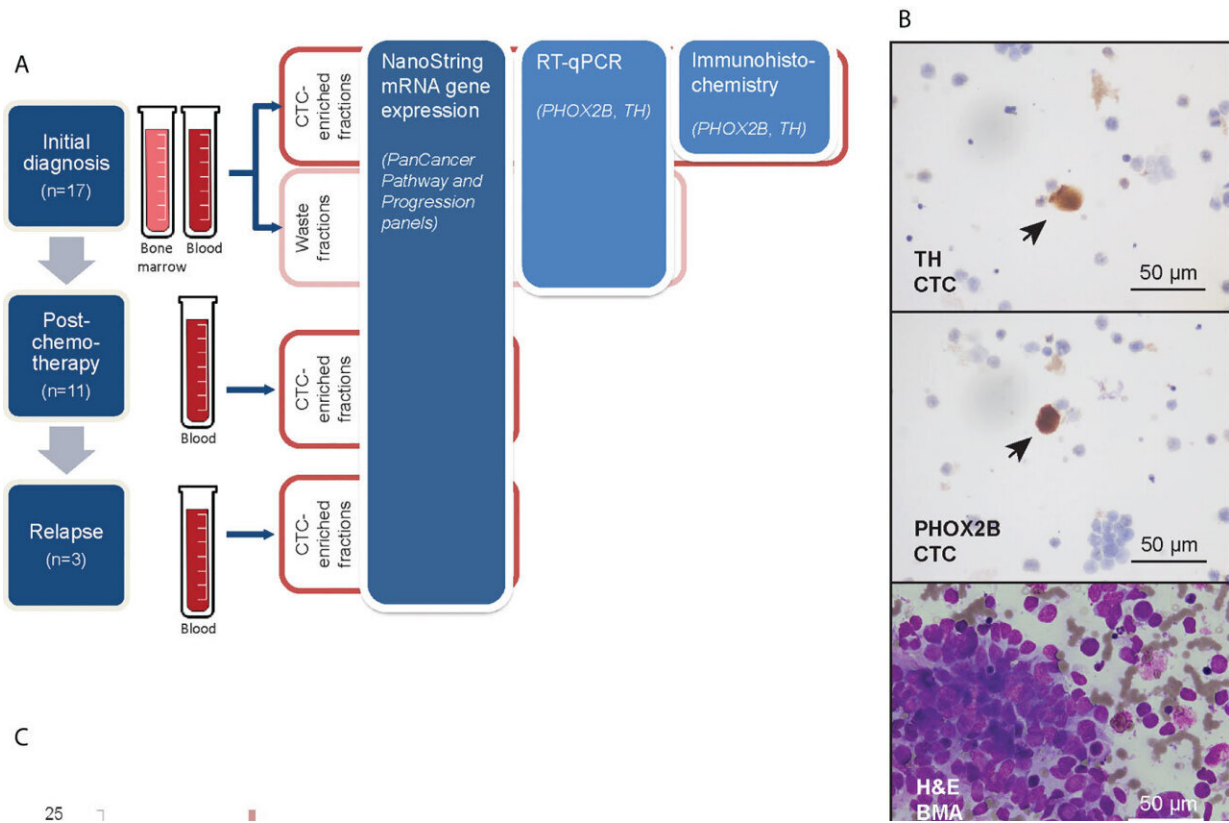 A
Initial
diagnosis
(n=17)
Bone
marrow
Blood
CTC-
enriched
fractions
Waste
fractions
NanoString
mRNA gene
expression
(PanCancer
Pathway and
Progression
panels)
RT-qPCR
(PHOX2B, TH)
Immunohisto-
chemistry
(PHOX2B, TH)
Post-
chemo-
therapy
(n=11)
Blood
CTC-
enriched
fractions
Relapse
(n=3)
Blood
CTC-
enriched
fractions
B
TH
CTC
50 µm
PHOX2B
CTC
50 µm
H&E
BMA
50 µm
C
25